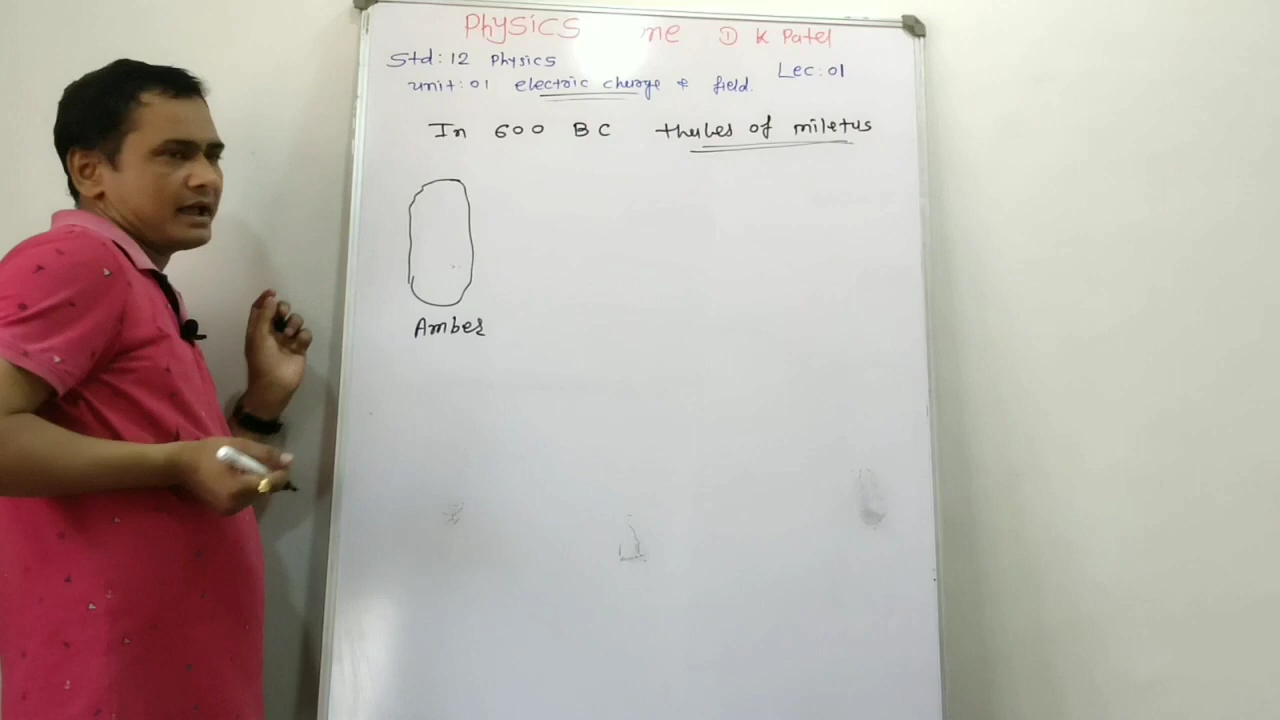 Physics me D K Patel
Std: 12 Physics
Lec: 01
unit: 01 electric charge & field.
In 600 BC thales of miletus
Amber